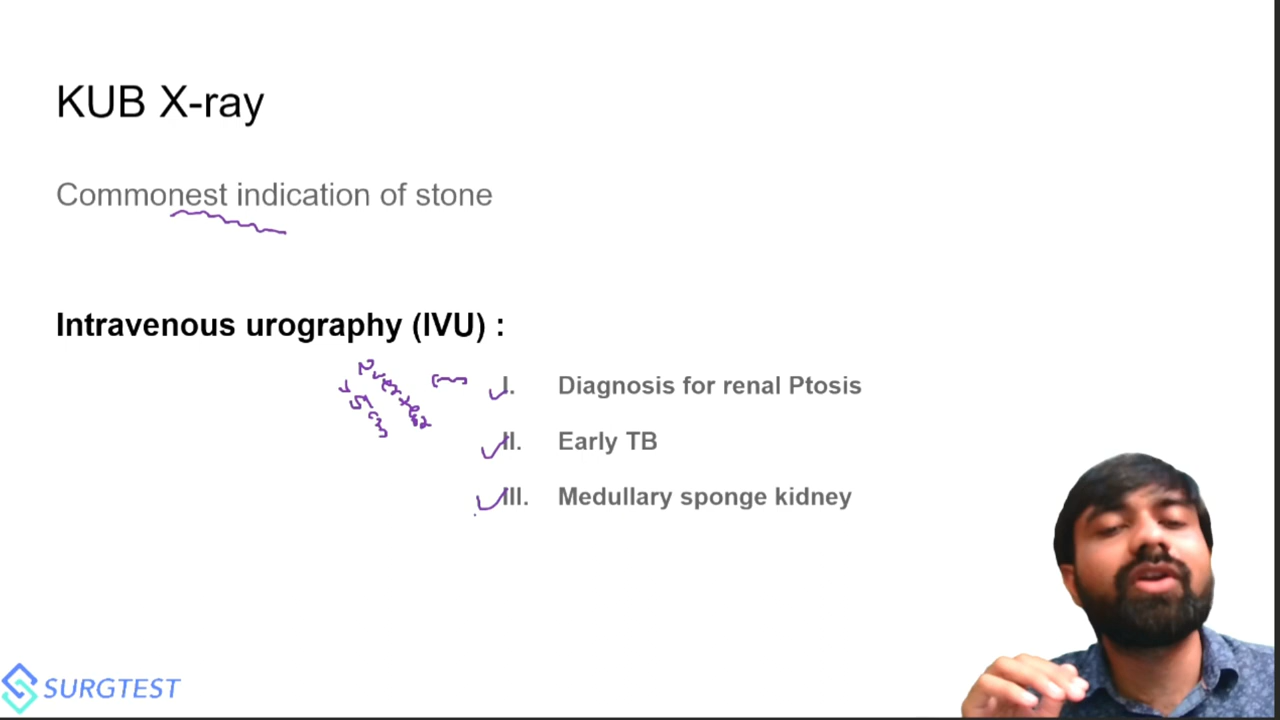 KUB X-ray
Commonest indication of stone
Intravenous urography (IVU) :
I. Diagnosis for renal Ptosis
II. Early TB
III. Medullary sponge kidney
5cm
SURGTEST